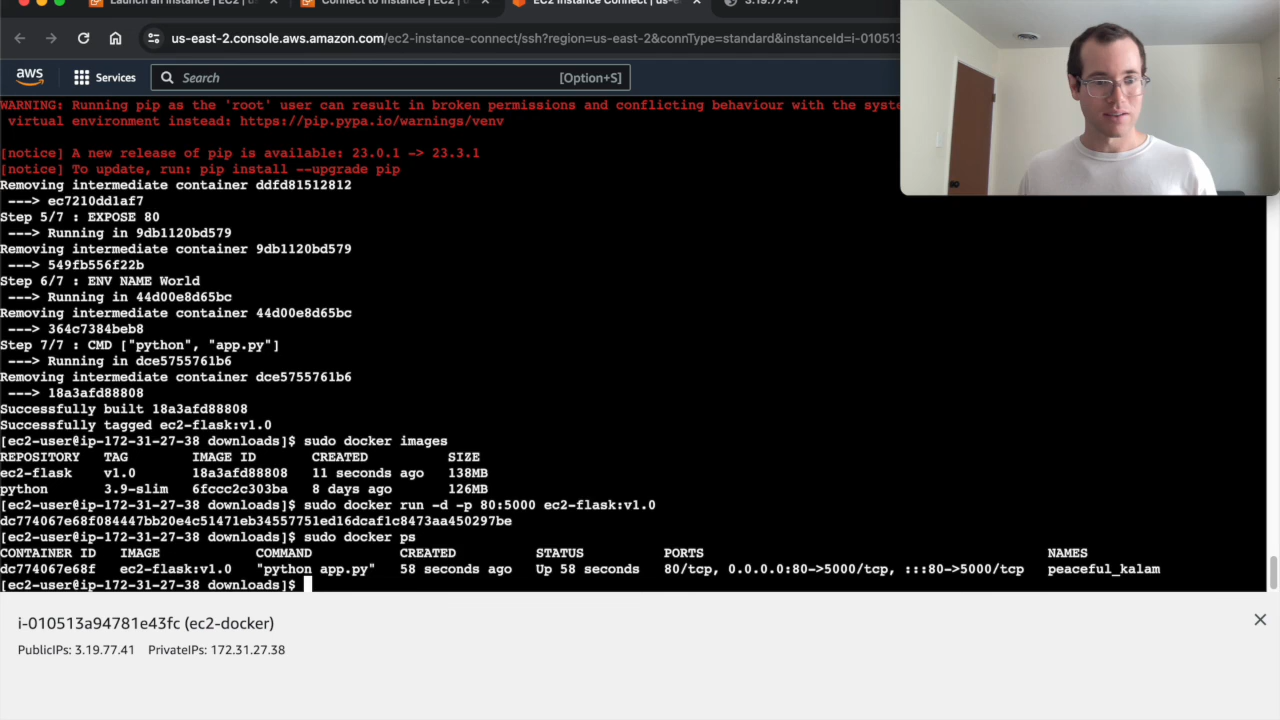 Launch an instance | EC2 | u
Connect to instance | EC2 | u
EC2 Instance Connect | us-e
3.19.77.41
us-east-2.console.aws.amazon.com/ec2-instance-connect/ssh?region=us-east-2&connType=standard&instanceId=i-010513
aws
Services
Search
[Option+S]
WARNING: Running pip as the 'root' user can result in broken permissions and conflicting behaviour with the syste
virtual environment instead: https://pip.pypa.io/warnings/venv
[notice] A new release of pip is available: 23.0.1 -> 23.3.1
[notice] To update, run: pip install --upgrade pip
Removing intermediate container ddfd81512812
---> ec7210dd1af7
Step 5/7 : EXPOSE 80
---> Running in 9db1120bd579
Removing intermediate container 9db1120bd579
---> 549fb556f22b
Step 6/7 : ENV NAME World
---> Running in 44d00e8d65bc
Removing intermediate container 44d00e8d65bc
---> 364c7384beb8
Step 7/7 : CMD ["python", "app.py"]
---> Running in dce5755761b6
Removing intermediate container dce5755761b6
---> 18a3afd88808
Successfully built 18a3afd88808
Successfully tagged ec2-flask:v1.0
[ec2-user@ip-172-31-27-38 downloads]$ sudo docker images
REPOSITORY TAG IMAGE ID CREATED SIZE
ec2-flask v1.0 18a3afd88808 11 seconds ago 138MB
python 3.9-slim 6fccc2c303ba 8 days ago 126MB
[ec2-user@ip-172-31-27-38 downloads]$ sudo docker run -d -p 80:5000 ec2-flask:v1.0
dc774067e68f084447bb20e4c51471eb34557751ed16dcaf1c8473aa450297be
[ec2-user@ip-172-31-27-38 downloads]$ sudo docker ps
CONTAINER ID IMAGE COMMAND CREATED STATUS PORTS NAMES
dc774067e68f ec2-flask:v1.0 "python app.py" 58 seconds ago Up 58 seconds 80/tcp, 0.0.0.0:80->5000/tcp, :::80->5000/tcp peaceful_kalam
[ec2-user@ip-172-31-27-38 downloads]$
i-010513a94781e43fc (ec2-docker)
PublicIPs: 3.19.77.41 PrivateIPs: 172.31.27.38